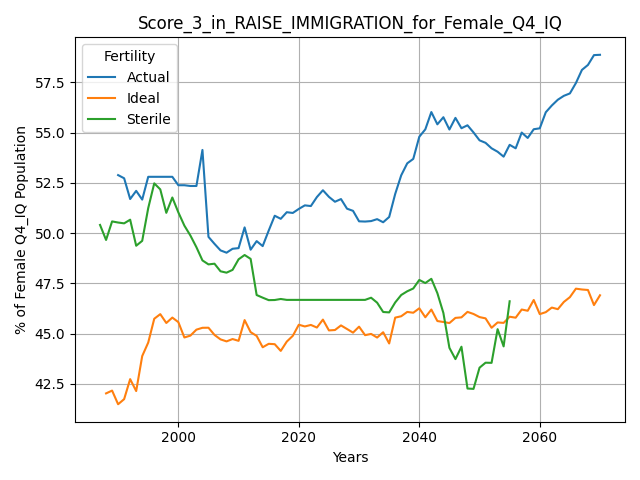 Score_3_in_RAISE_IMMIGRATION_for_Female_Q4_IQ
Fertility
Actual
Ideal
Sterile
% of Female Q4_IQ Population
57.5
55.0
52.5
50.0
47.5
45.0
42.5
2000
2020
2040
2060
Years